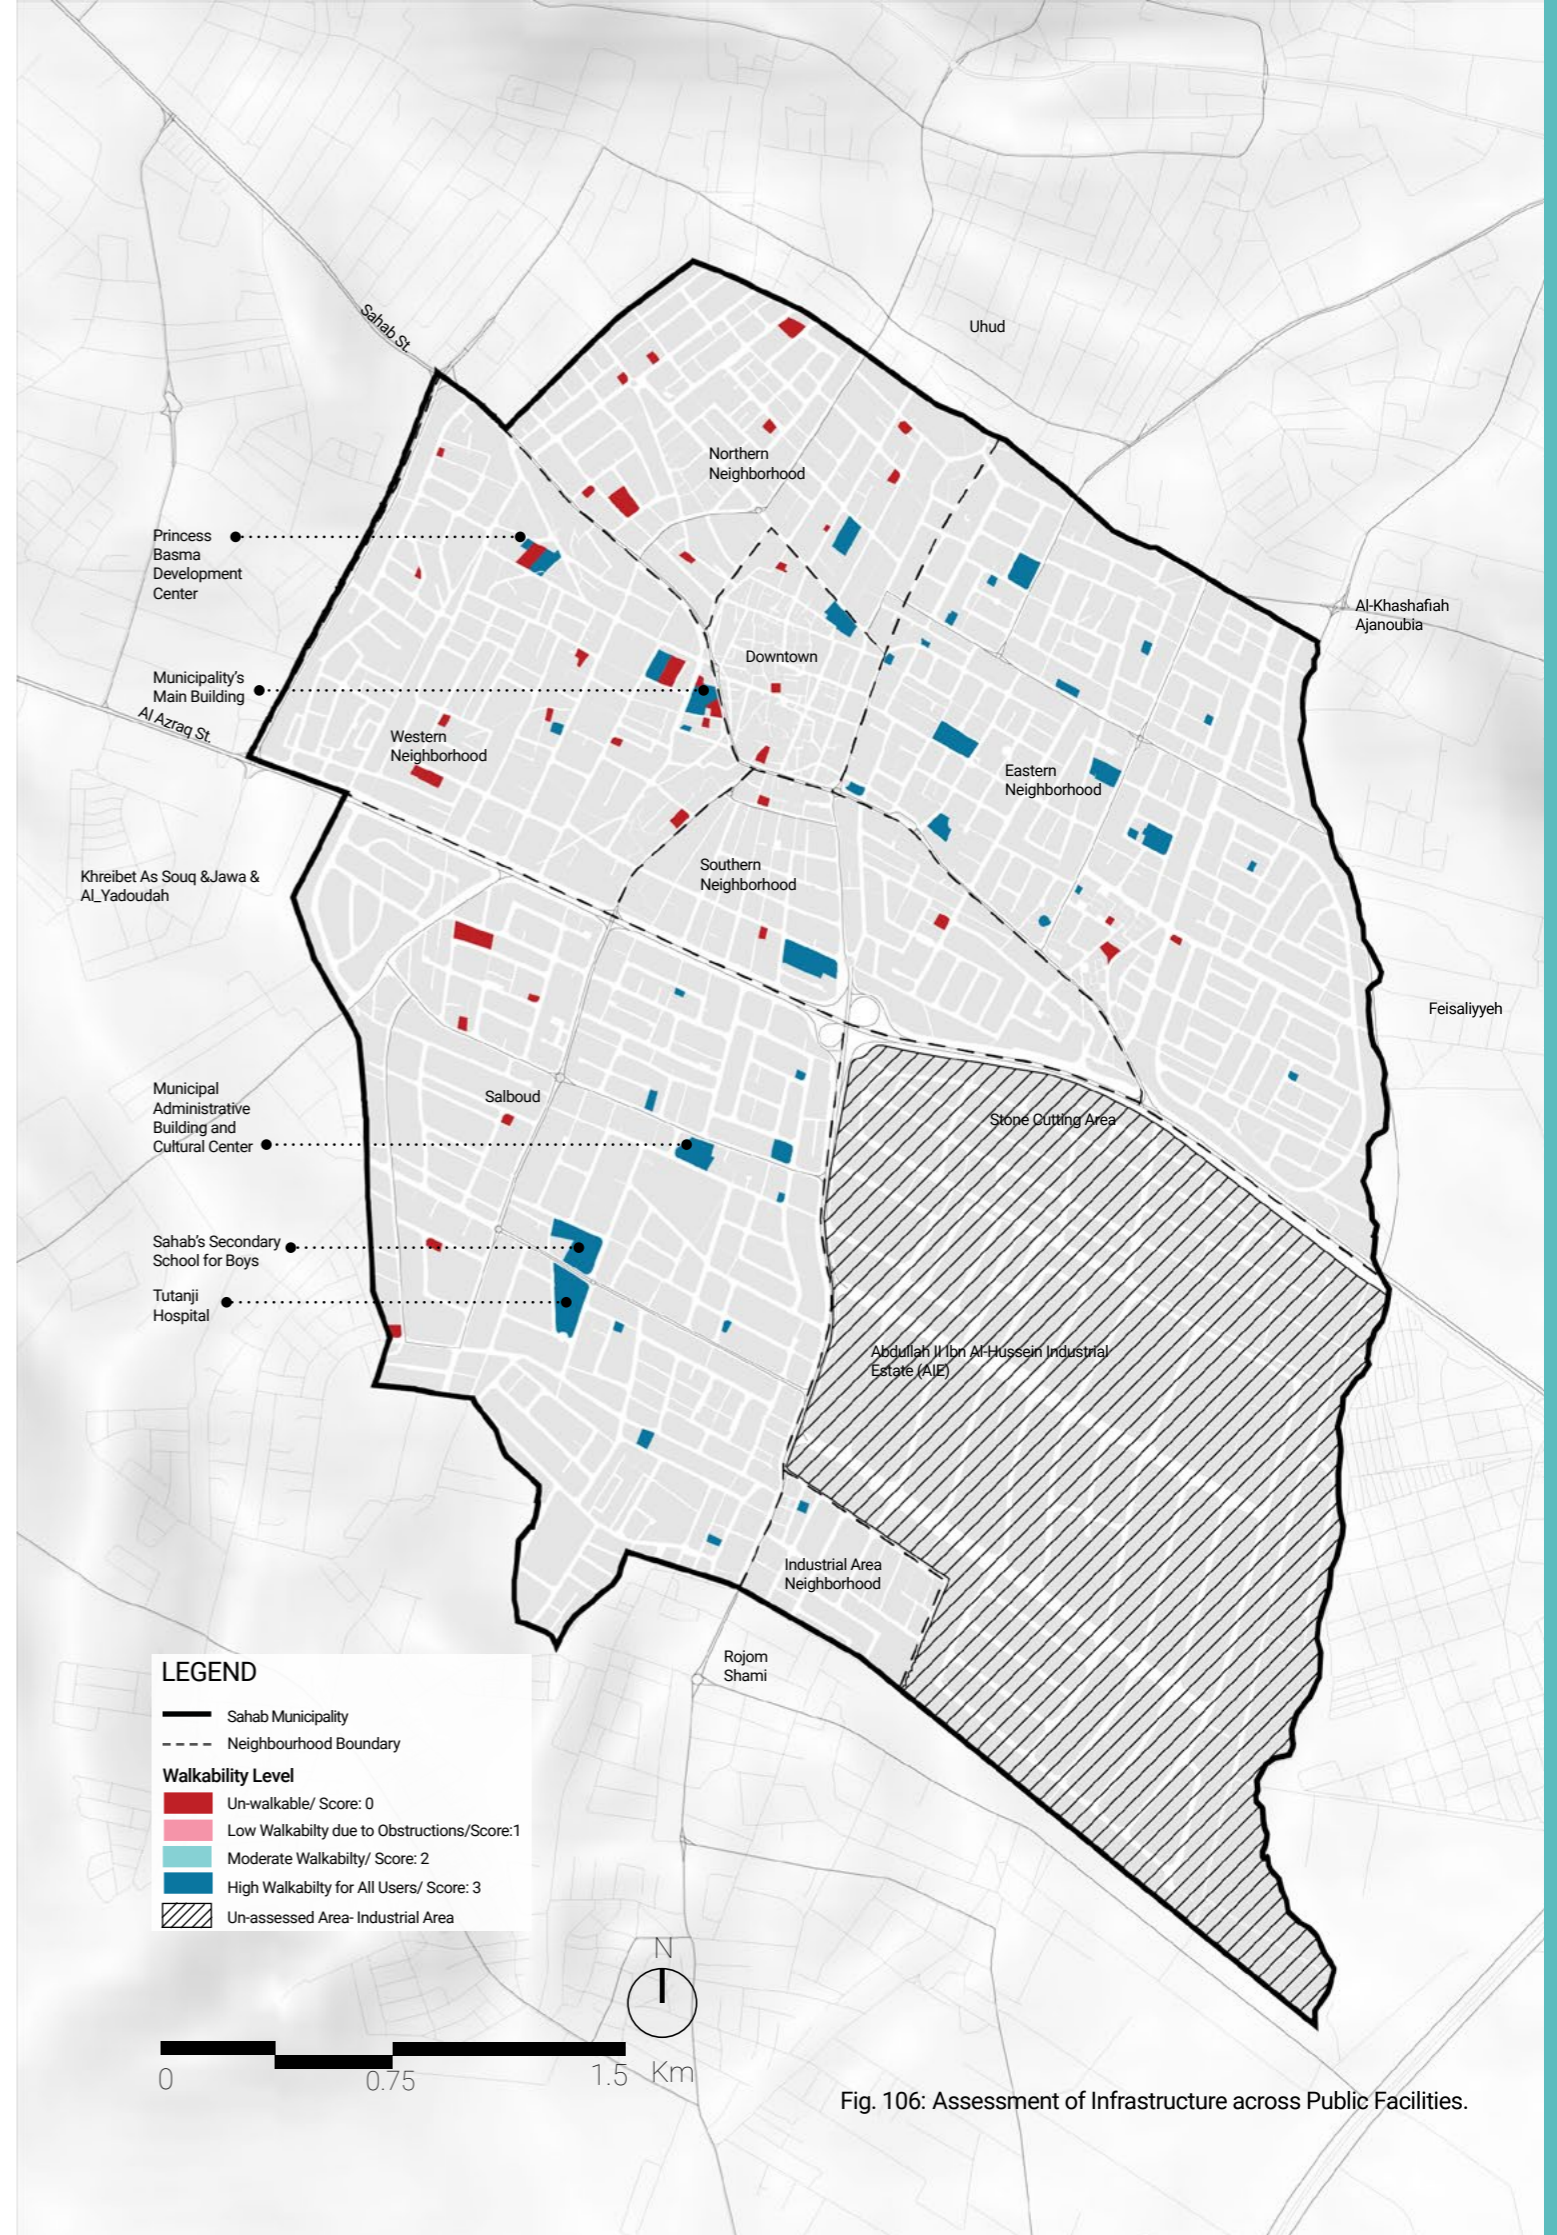 Sahab St.
Uhud
Northern
Neighborhood
Princess
Basma
Development
Center
Al-Khashafiah
Ajanoubia
Downtown
Municipality's
Main Building
Al Azraq St.
Western
Neighborhood
Eastern
Neighborhood
Southern
Neighborhood
Khreibet As Souq &Jawa &
Al_Yadoudah
Feisaliyyeh
Municipal
Administrative
Building and
Cultural Center
Salboud
Stone Cutting Area
Sahab's Secondary
School for Boys
Tutanji
Hospital
Abdullah II Ibn Al-Hussein Industrial
Estate (AIE)
Industrial Area
Neighborhood
Rojom
Shami
LEGEND
Sahab Municipality
Neighbourhood Boundary
Walkability Level
Un-walkable/ Score: 0
Low Walkabilty due to Obstructions/Score:1
Moderate Walkabilty/ Score: 2
High Walkabilty for All Users/ Score: 3
Un-assessed Area- Industrial Area
N
0
0.75
1.5
Km
Fig. 106: Assessment of Infrastructure across Public Facilities.